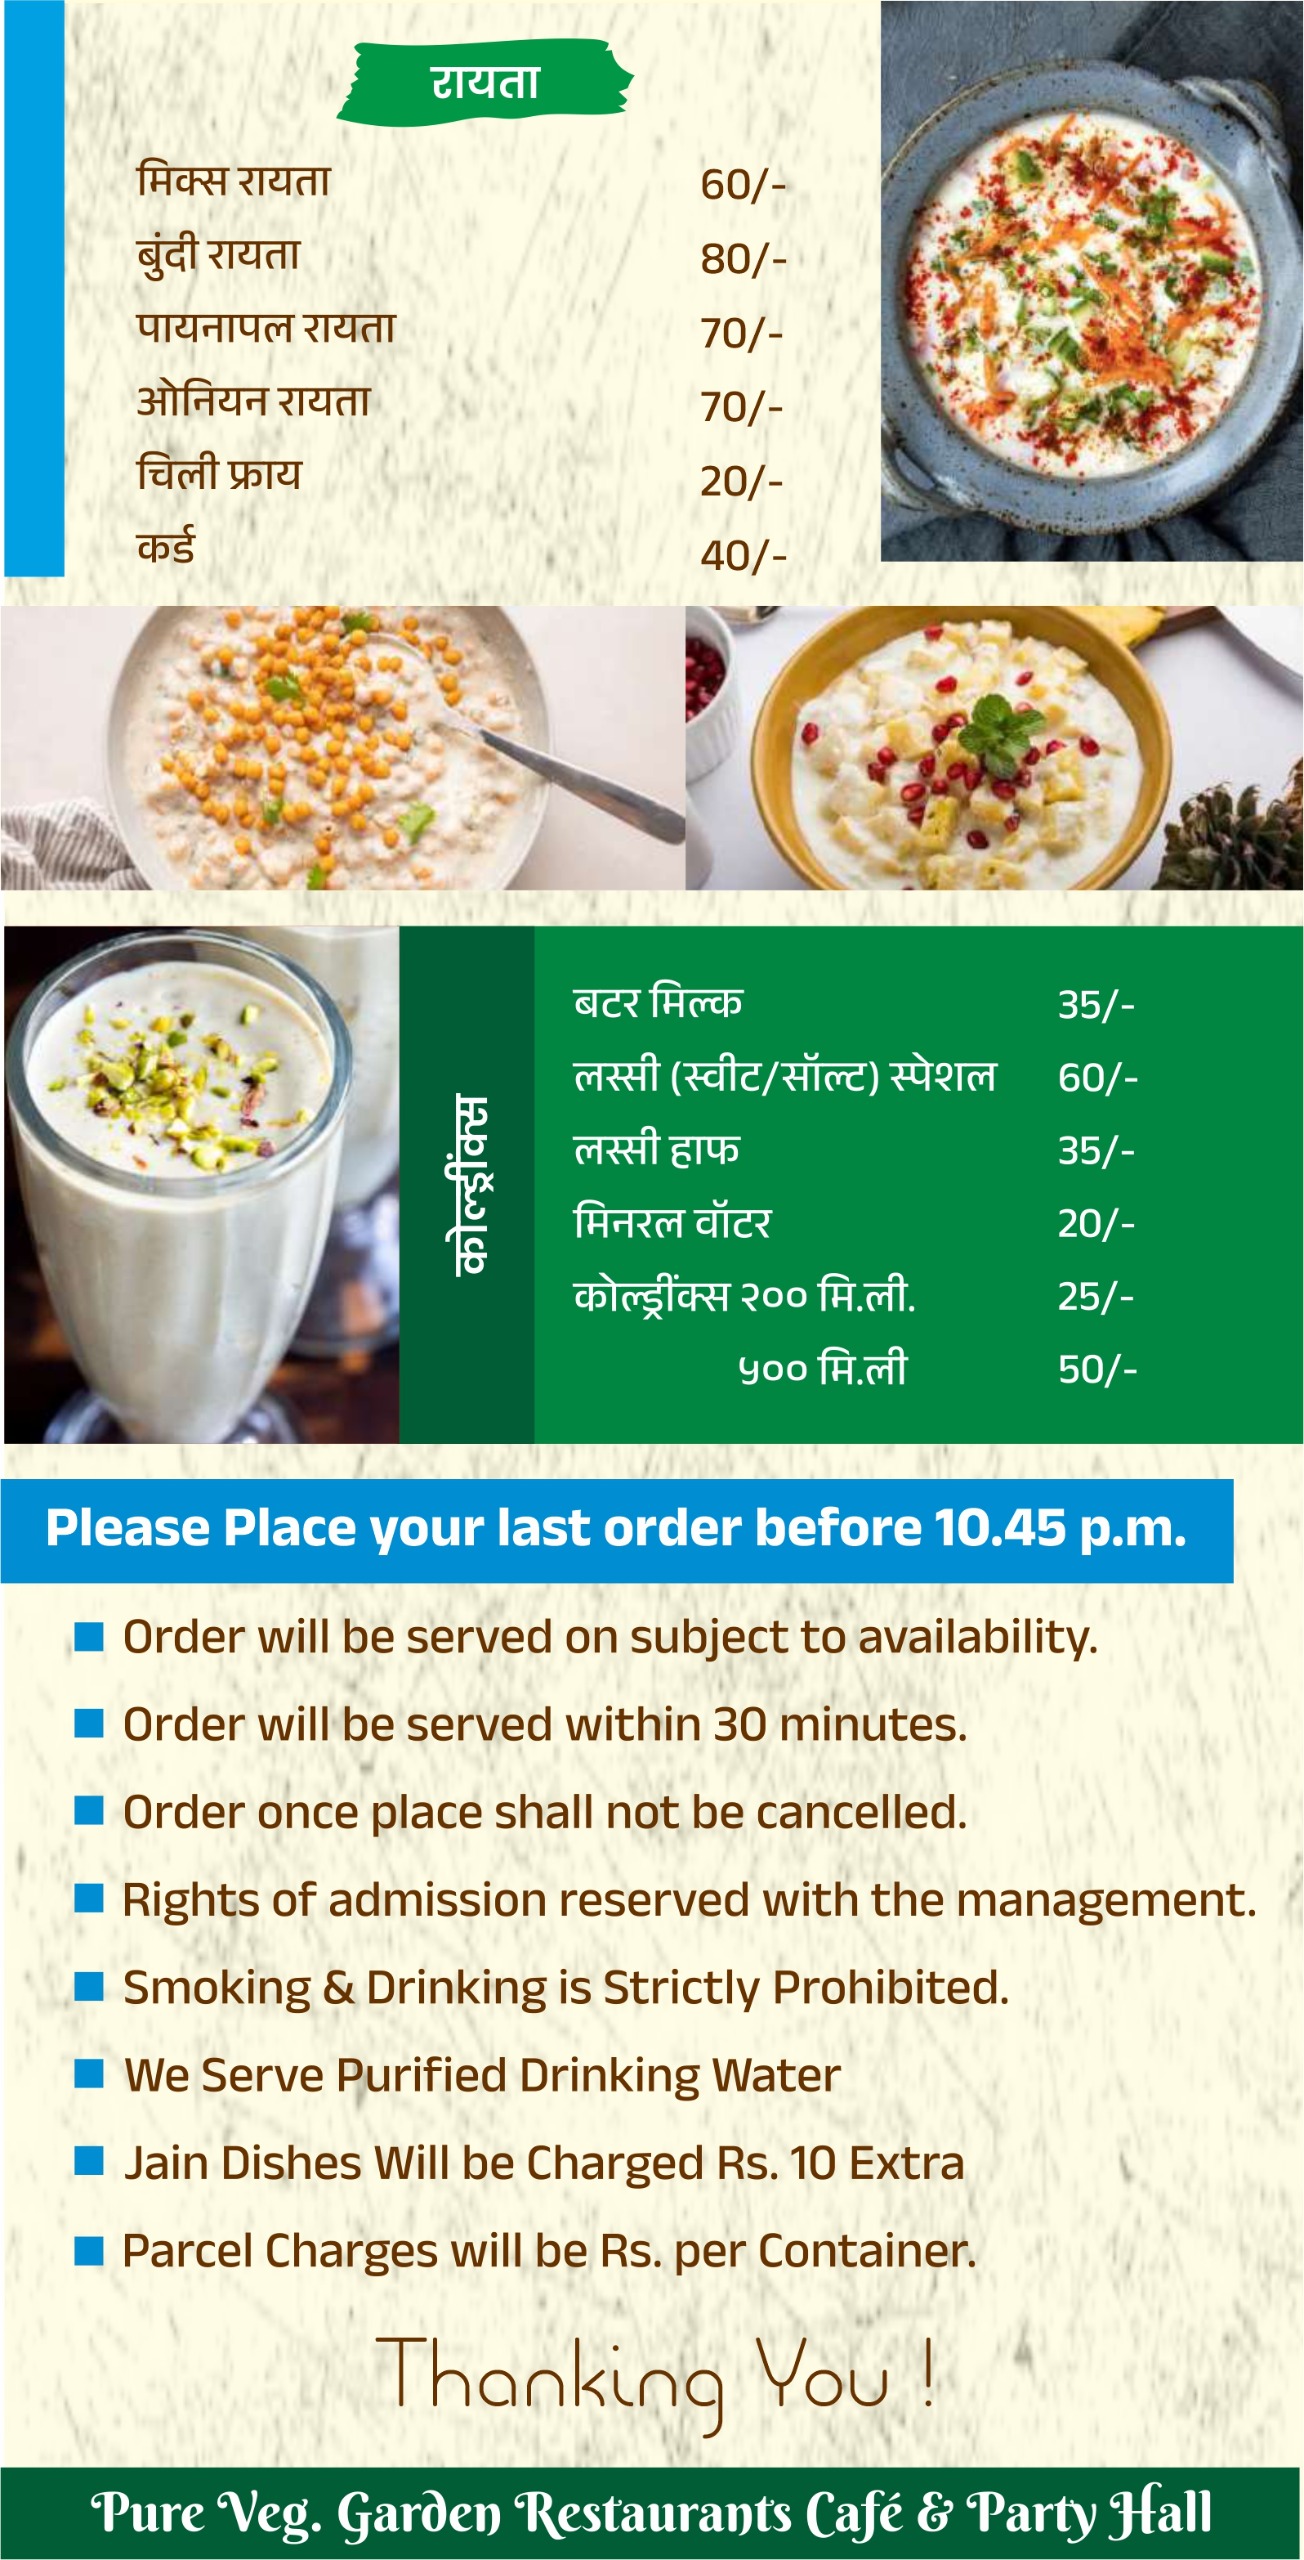 रायता
मिक्स रायता 60/-
बुंदी रायता 80/-
पायनापल रायता 70/-
ओनियन रायता 70/-
चिली फ्राय 20/-
कर्ड 40/-
कोल्ड्रींक्स
बटर मिल्क 35/-
लस्सी (स्वीट/सॉल्ट) स्पेशल 60/-
लस्सी हाफ 35/-
मिनरल वॉटर 20/-
कोल्ड्रींक्स २०० मि.ली. 25/-
५०० मि.ली 50/-
Please Place your last order before 10.45 p.m.
Order will be served on subject to availability.
Order will be served within 30 minutes.
Order once place shall not be cancelled.
Rights of admission reserved with the management.
Smoking & Drinking is Strictly Prohibited.
We Serve Purified Drinking Water
Jain Dishes Will be Charged Rs. 10 Extra
Parcel Charges will be Rs. per Container.
Thanking You !
Pure Veg. Garden Restaurants Café & Party Hall